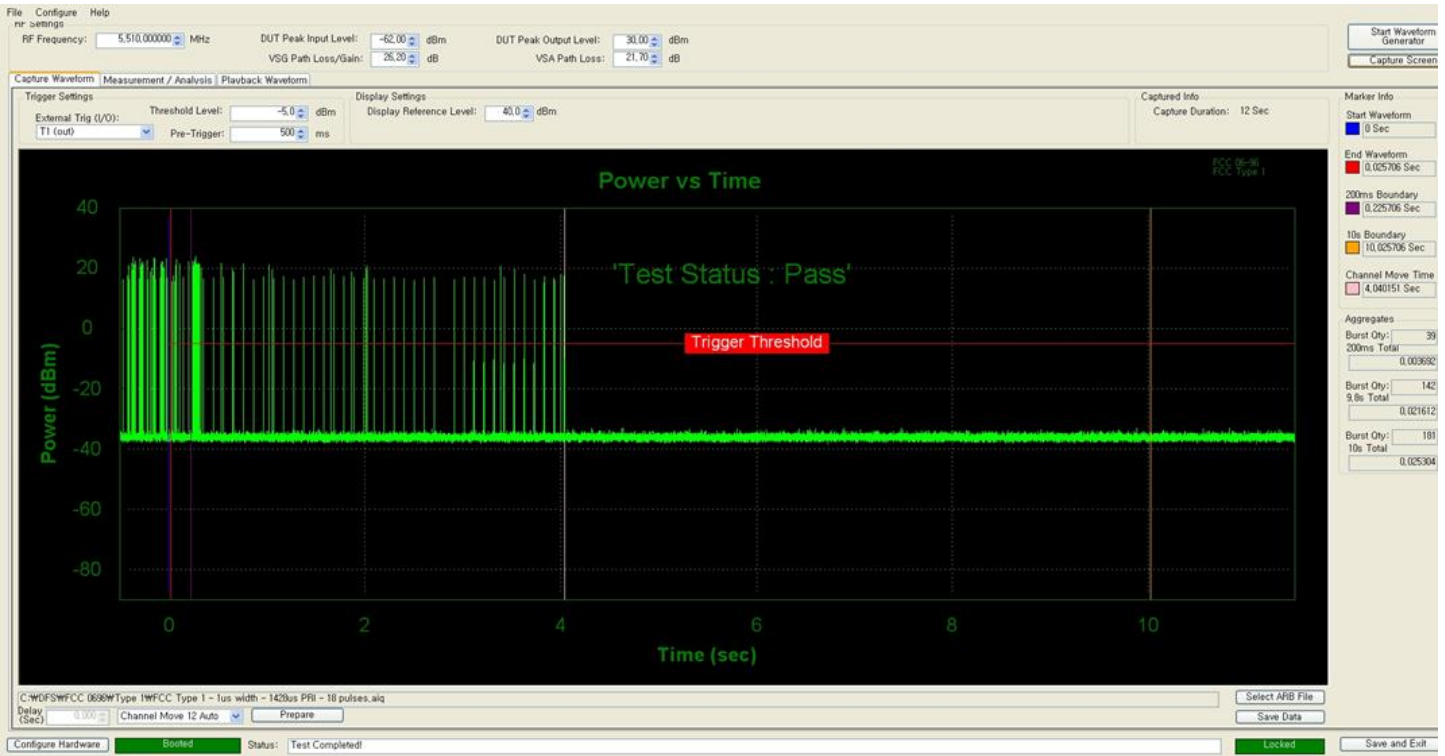 File Configure Help
RF Settings
RF Frequency: 5,510,000000 MHz DUT Peak Input Level: -62,00 dBm DUT Peak Output Level: 30,00 dBm
Start Waveform Generator
VSG Path Loss/Gain: 26,20 dB VSA Path Loss: 21,70 dB
Capture Screen
Capture Waveform Measurement / Analysis Playback Waveform
Trigger Settings Display Settings Captured Info Marker Info
External Trig (I/O): Threshold Level: -5,0 dBm Display Reference Level: 40,0 dBm Capture Duration: 12 Sec
T1 (out) Pre-Trigger: 500 ms
Start Waveform
0 Sec
End Waveform
0,025706 Sec
200ms Boundary
0,225706 Sec
10s Boundary
10,025706 Sec
Channel Move Time
4,040151 Sec
Aggregates
Burst Qty: 39
200ms Total
0,003692
Burst Qty: 142
9,8s Total
0,021612
Burst Qty: 181
10s Total
0,025304
FCC 06-96
FCC Type 1
Power vs Time
'Test Status : Pass'
Trigger Threshold
Power (dBm)
40
20
0
-20
-40
-60
-80
0 2 4 6 8 10
Time (sec)
C:₩DFS₩FCC 0696₩Type 1₩FCC Type 1 - 1us width - 1428us PRI - 18 pulses.aiq
Select ARB File
Delay (Sec) 0,000 Channel Move 12 Auto Prepare Save Data
Configure Hardware Booted Status: Test Completed! Locked Save and Exit